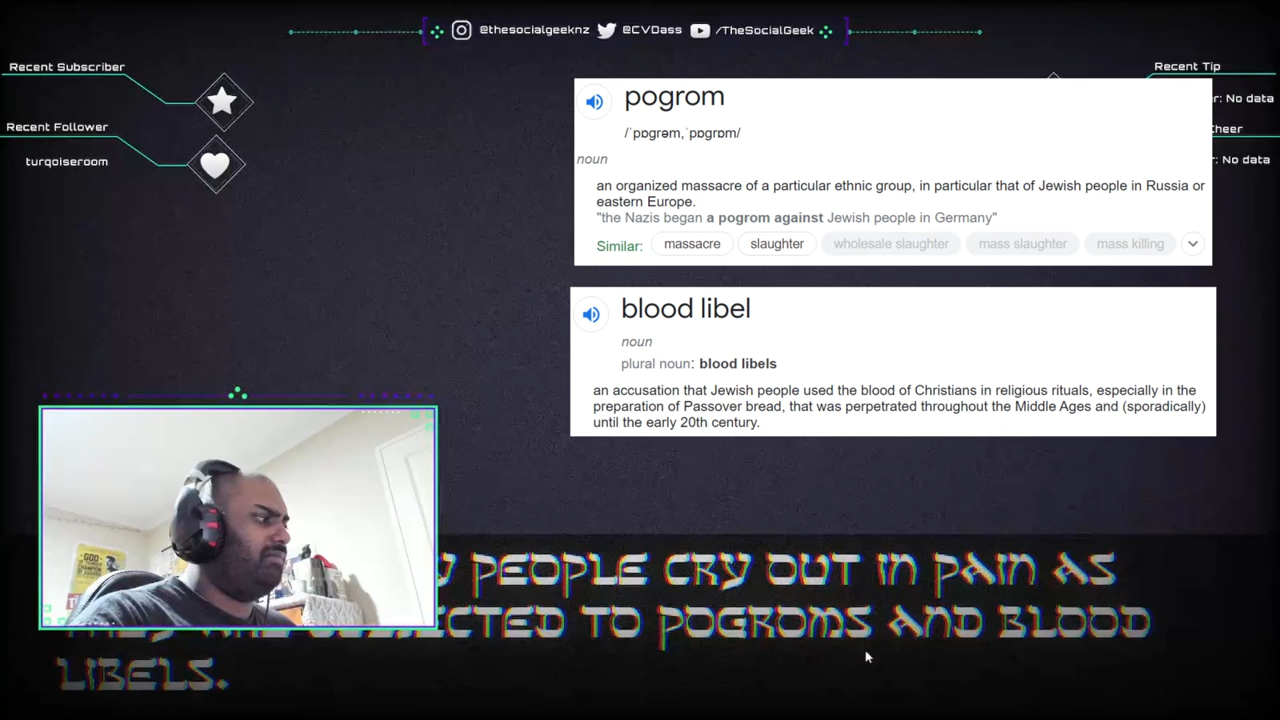 @thesocialgeeknz @CVDass /TheSocialGeek
Recent Subscriber
Recent Follower
turqoiseroom
Recent Tip
r: No data
Cheer
r: No data
pogrom
/ˈpɒɡrəm,ˈpɒɡrɒm/
noun
an organized massacre of a particular ethnic group, in particular that of Jewish people in Russia or
eastern Europe.
"the Nazis began a pogrom against Jewish people in Germany"
Similar: massacre slaughter wholesale slaughter mass slaughter mass killing
blood libel
noun
plural noun: blood libels
an accusation that Jewish people used the blood of Christians in religious rituals, especially in the
preparation of Passover bread, that was perpetrated throughout the Middle Ages and (sporadically)
until the early 20th century.
GOD
PEOPLE CRY OUT IN PAIN AS
TO POGROMS AND BLOOD
LIBELS.